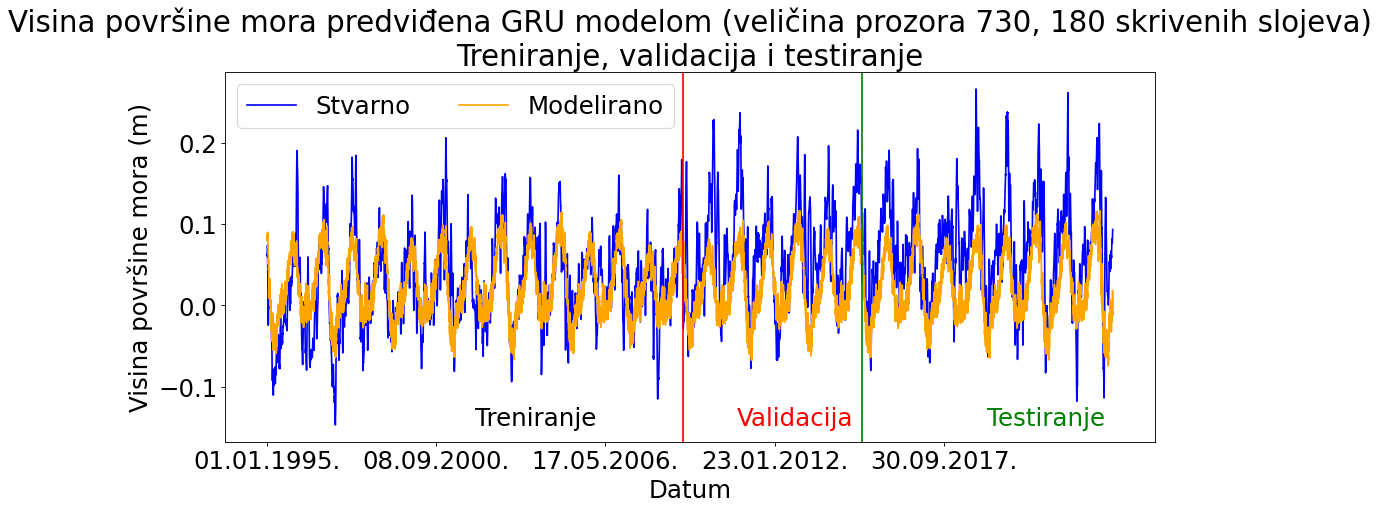 Visina površine mora predviđena GRU modelom (veličina prozora 730, 180 skrivenih slojeva)
Treniranje, validacija i testiranje
Stvarno
Modelirano
Visina površine mora (m)
0.2
0.1
0.0
−0.1
Treniranje
Validacija
Testiranje
01.01.1995.
08.09.2000.
17.05.2006.
23.01.2012.
30.09.2017.
Datum